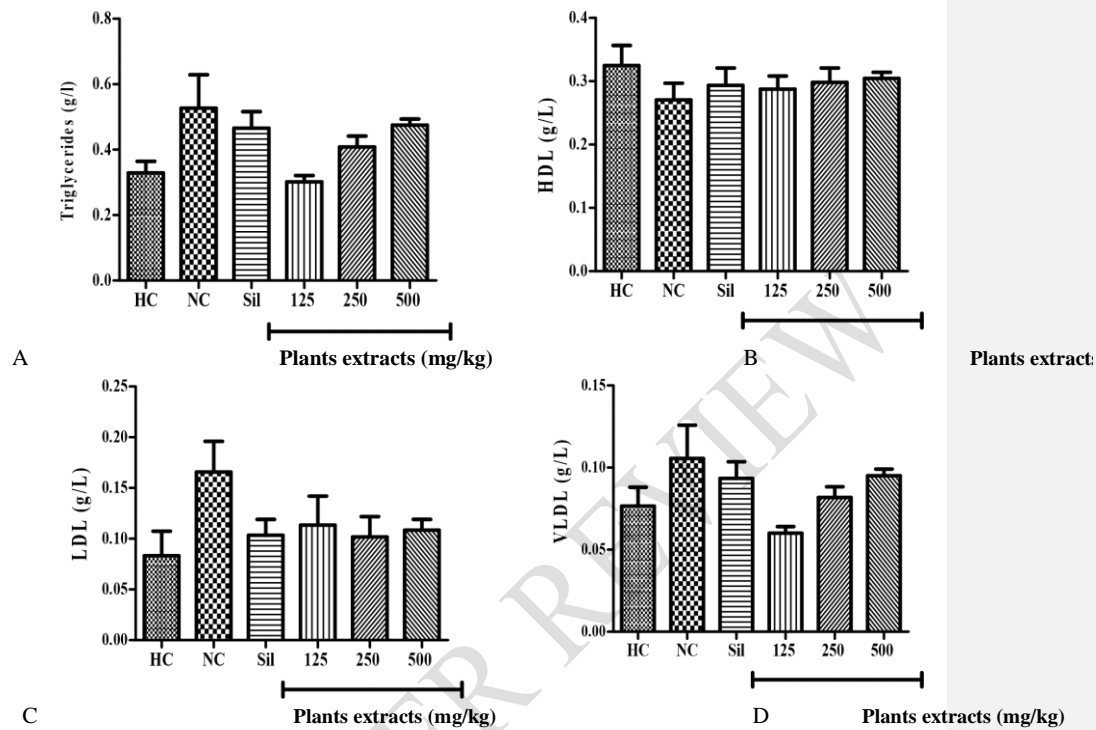 Triglycerides (g/l)
0.8
0.6
0.4
0.2
0.0
HC NC Sil 125 250 500
A Plants extracts (mg/kg)
HDL (g/L)
0.4
0.3
0.2
0.1
0.0
HC NC Sil 125 250 500
B Plants extracts
LDL (g/L)
0.25
0.20
0.15
0.10
0.05
0.00
HC NC Sil 125 250 500
C Plants extracts (mg/kg)
VLDL (g/L)
0.15
0.10
0.05
0.00
HC NC Sil 125 250 500
D Plants extracts (mg/kg)
ER REVIEW